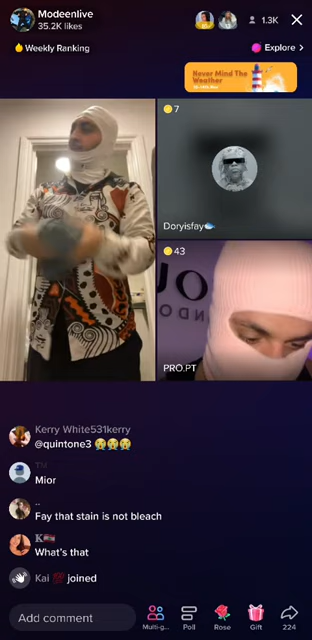 Modeenlive
35.2K likes
1.3K
Weekly Ranking
Explore >
Never Mind The
Weather
7
Doryisfay
43
PRO.PT
Kerry White531kerry
@quintone3 😭😭😭
TM
Mior
..
Fay that stain is not bleach
K
What's that
Kai 💯 joined
Add comment
Multi-g...
Poll
Rose
Gift
224